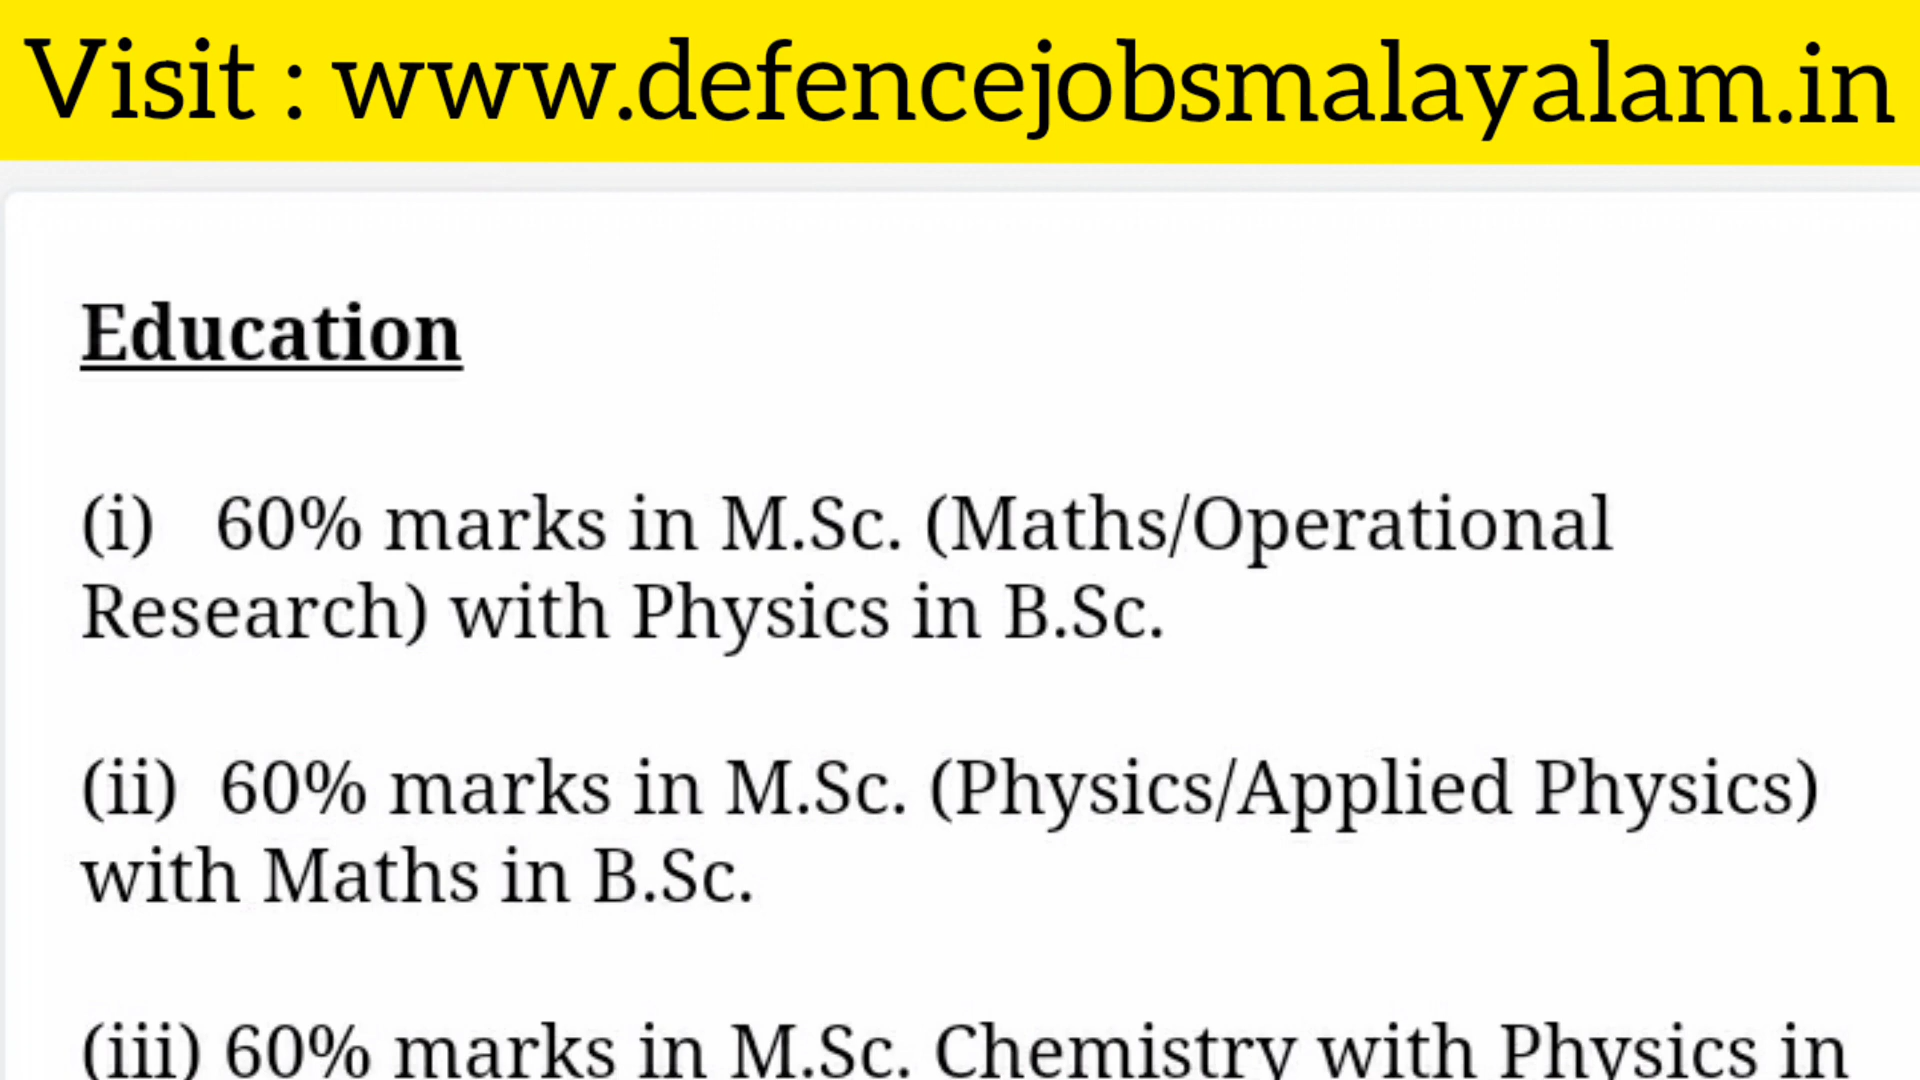 Visit : www.defencejobsmalayalam.in
Education
(i) 60% marks in M.Sc. (Maths/Operational
Research) with Physics in B.Sc.
(ii) 60% marks in M.Sc. (Physics/Applied Physics)
with Maths in B.Sc.
(iii) 60% marks in M.Sc. Chemistry with Physics in